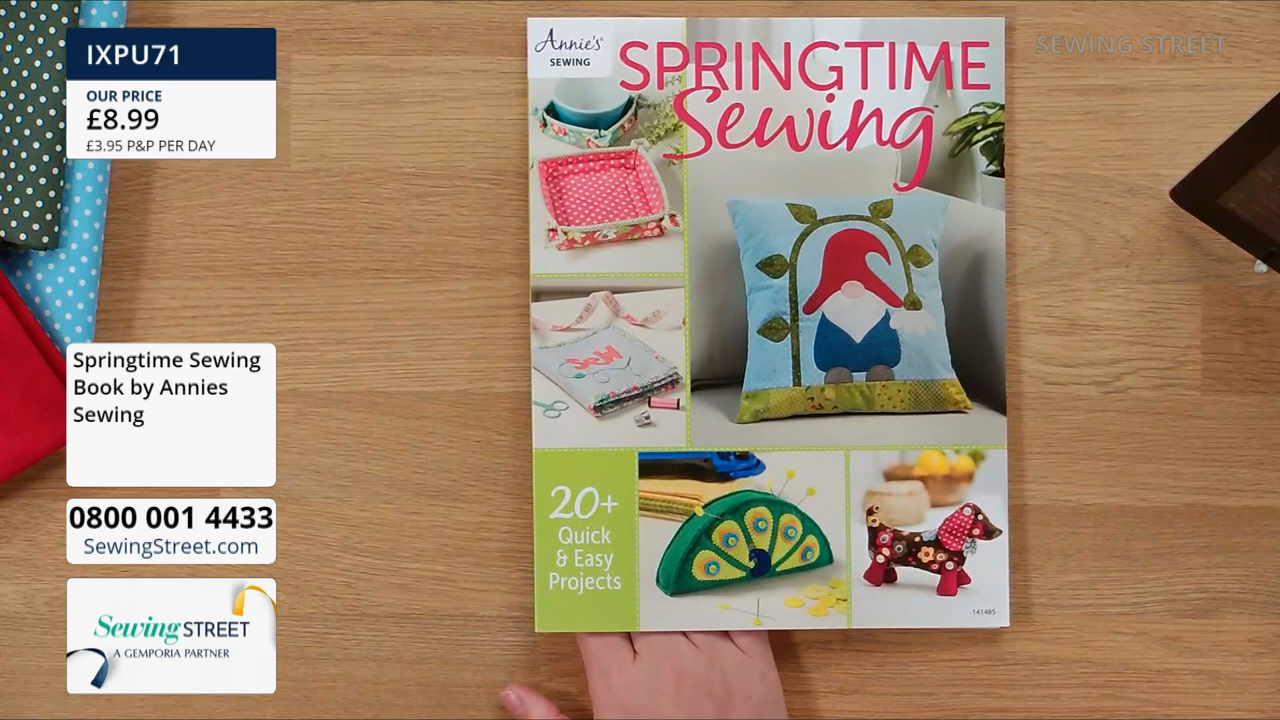 IXPU71
OUR PRICE
£8.99
£3.95 P&P PER DAY
Springtime Sewing
Book by Annies
Sewing
0800 001 4433
SewingStreet.com
Sewing STREET
A GEMPORIA PARTNER
SEWING STREET
Annie's®
SEWING
SPRINGTIME
Sewing™
SEW
20+
Quick
& Easy
Projects
141485